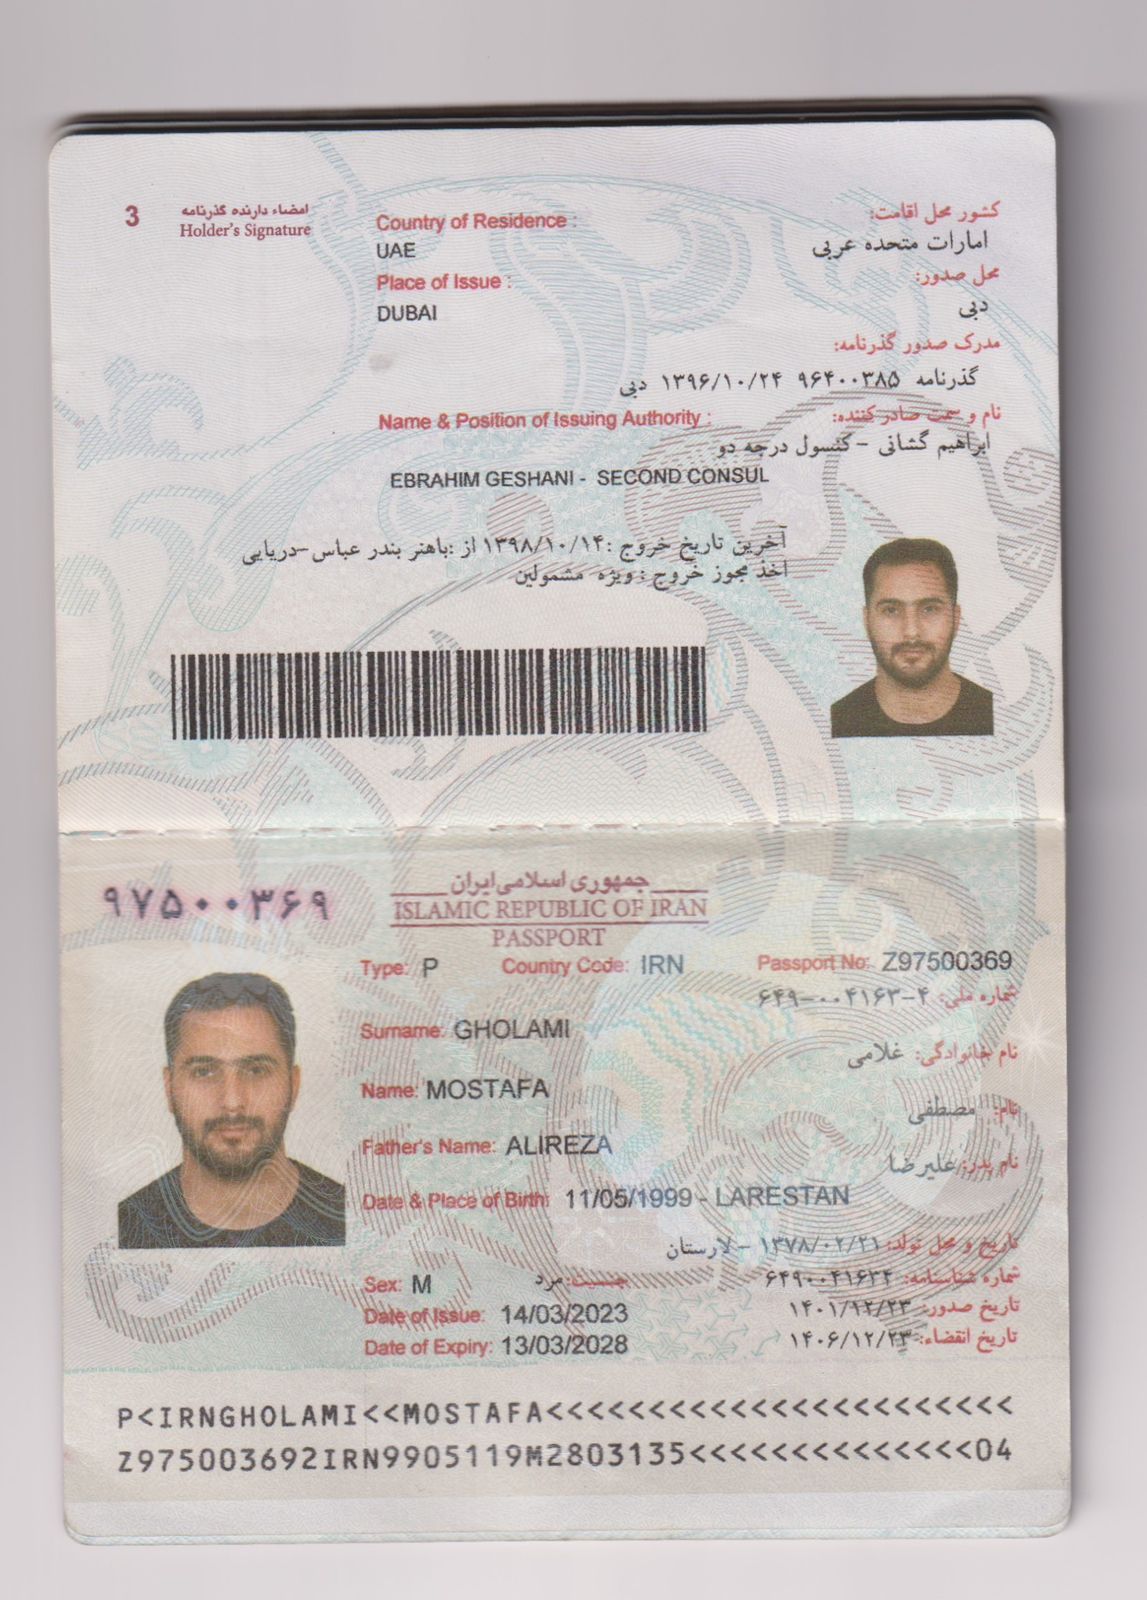 3
امضاء دارنده گذرنامه
Holder's Signature
Country of Residence :
کشور محل اقامت:
UAE
امارات متحده عربی
Place of Issue :
محل صدور:
DUBAI
دبی
مدرک صدور گذرنامه:
گذرنامه ۹۶۴۰۰۳۸۵ ۱۳۹۶/۱۰/۲۴ دبی
Name & Position of Issuing Authority :
نام و سمت صادر کننده:
ابراهیم گشانی - کنسول درجه دو
EBRAHIM GESHANI - SECOND CONSUL
آخرین تاریخ خروج :۱۳۹۸/۱۰/۱۴ از :باهنر بندر عباس-دریایی
اخذ مجوز خروج : ویژه مشمولین
۹۷۵۰۰۳۶۹
جمهوری اسلامی ایران
ISLAMIC REPUBLIC OF IRAN
PASSPORT
Type: P Country Code: IRN Passport No: Z97500369
شماره ملی: ۶۴۹-۰۰۴۱۶۳-۴
Surname: GHOLAMI
نام خانوادگی: غلامی
Name: MOSTAFA
نام: مصطفی
Father's Name: ALIREZA
نام پدر: علیرضا
Date & Place of Birth: 11/05/1999 - LARESTAN
تاریخ و محل تولد: ۱۳۷۸/۰۲/۲۱ - لارستان
Sex: M جنسیت: مرد
شماره شناسنامه: ۶۴۹۰۰۴۱۶۳۴
Date of Issue: 14/03/2023
تاریخ صدور: ۱۴۰۱/۱۲/۲۳
Date of Expiry: 13/03/2028
تاریخ انقضاء: ۱۴۰۶/۱۲/۲۳
P<IRNGHOLAMI<<MOSTAFA<<<<<<<<<<<<<<<<<<<<<<<
Z975003692IRN9905119M2803135<<<<<<<<<<<<<<04